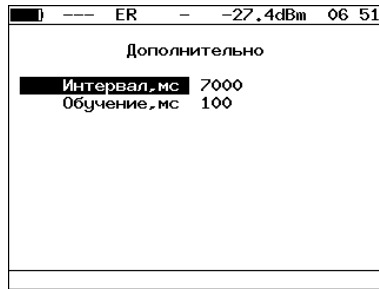 --- ER - -27.4dBm 06 51
Дополнительно
Интервал,мс 7000
Обучение,мс 100